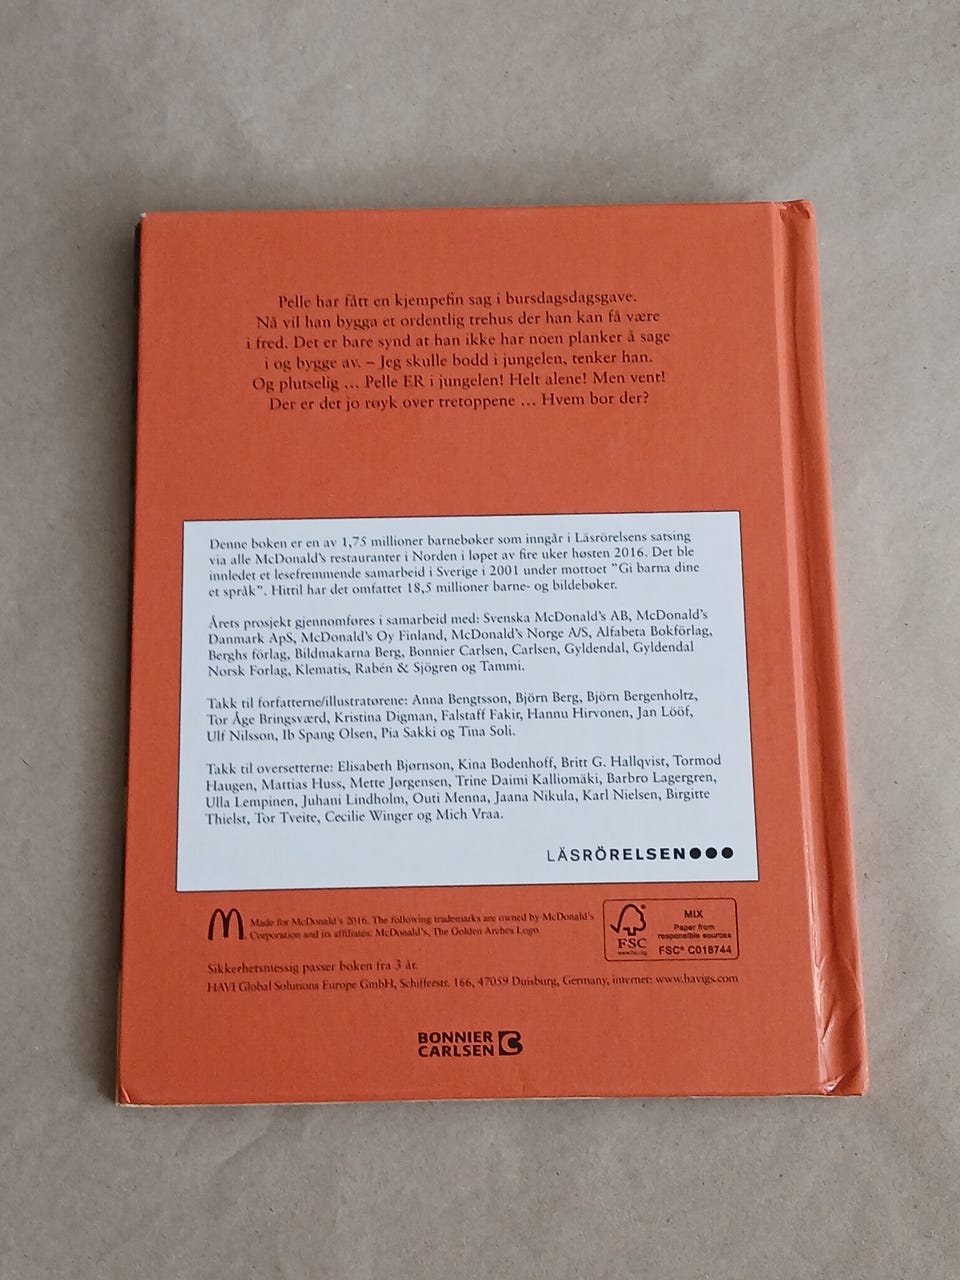 Pelle har fått en kjempefin sag i bursdagsdagsgave.
Nå vil han bygga et ordentlig trehus der han kan få være
i fred. Det er bare synd at han ikke har noen planker å sage
i og bygge av. – Jeg skulle bodd i jungelen, tenker han.
Og plutselig … Pelle ER i jungelen! Helt alene! Men vent!
Der er det jo røyk over tretoppene … Hvem bor der?
Denne boken er en av 1,75 millioner barnebøker som inngår i Läsrörelsens satsing
via alle McDonald's restauranter i Norden i løpet av fire uker høsten 2016. Det ble
innledet et lesefremmende samarbeid i Sverige i 2001 under mottoet ”Gi barna dine
et språk”. Hittil har det omfattet 18,5 millioner barne- og bildebøker.
Årets prosjekt gjennomføres i samarbeid med: Svenska McDonald's AB, McDonald's
Danmark ApS, McDonald's Oy Finland, McDonald's Norge A/S, Alfabeta Bokförlag,
Berghs förlag, Bildmakarna Berg, Bonnier Carlsen, Carlsen, Gyldendal, Gyldendal
Norsk Forlag, Klematis, Rabén & Sjögren og Tammi.
Takk til forfatterne/illustratørene: Anna Bengtsson, Björn Berg, Björn Bergenholtz,
Tor Åge Bringsværd, Kristina Digman, Falstaff Fakir, Hannu Hirvonen, Jan Lööf,
Ulf Nilsson, Ib Spang Olsen, Pia Sakki og Tina Soli.
Takk til oversetterne: Elisabeth Bjørnson, Kina Bodenhoff, Britt G. Hallqvist, Tormod
Haugen, Mattias Huss, Mette Jørgensen, Trine Daimi Kalliomäki, Barbro Lagergren,
Ulla Lempinen, Juhani Lindholm, Outi Menna, Jaana Nikula, Karl Nielsen, Birgitte
Thielst, Tor Tveite, Cecilie Winger og Mich Vraa.
LÄSRÖRELSEN
Made for McDonald's 2016. The following trademarks are owned by McDonald's
Corporation and its affiliates: McDonald's, The Golden Arches Logo.
FSC
www.fsc.org
MIX
Paper from
responsible sources
FSC® C018744
Sikkerhetsmessig passer boken fra 3 år.
HAVI Global Solutions Europe GmbH, Schifferstr. 166, 47059 Duisburg, Germany, internet: www.havigs.com
BONNIER
CARLSEN